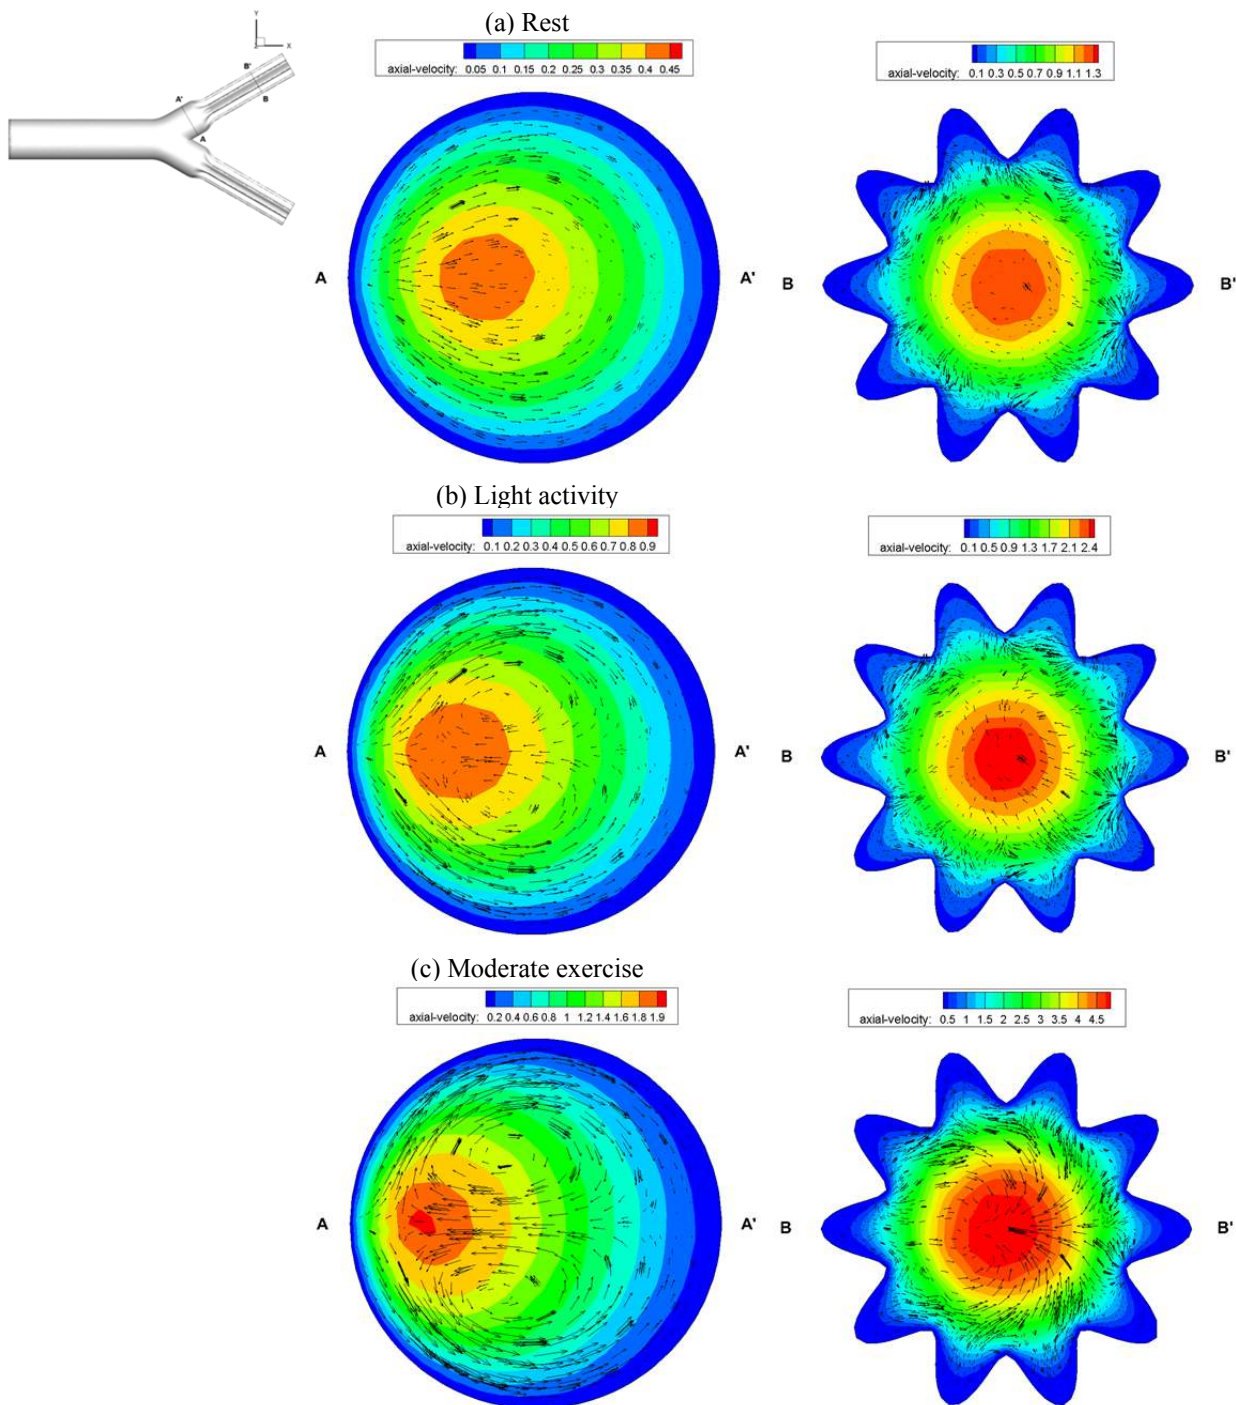 (a) Rest
Y
Z X
B'
B
A'
A
axial-velocity: 0.05 0.1 0.15 0.2 0.25 0.3 0.35 0.4 0.45
axial-velocity: 0.1 0.3 0.5 0.7 0.9 1.1 1.3
A A' B B'
(b) Light activity
axial-velocity: 0.1 0.2 0.3 0.4 0.5 0.6 0.7 0.8 0.9
axial-velocity: 0.1 0.5 0.9 1.3 1.7 2.1 2.4
A A' B B'
(c) Moderate exercise
axial-velocity: 0.2 0.4 0.6 0.8 1 1.2 1.4 1.6 1.8 1.9
axial-velocity: 0.5 1 1.5 2 2.5 3 3.5 4 4.5
A A' B B'